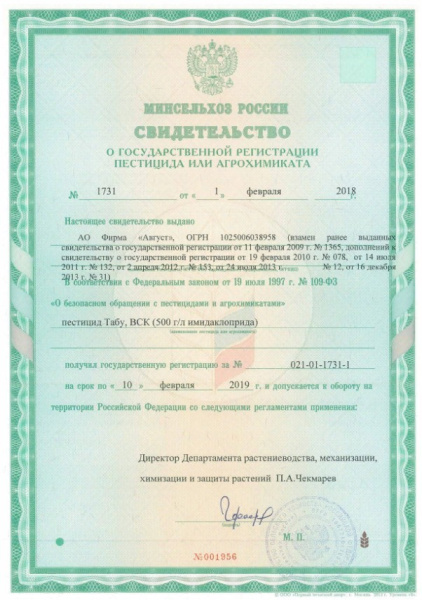 МИНСЕЛЬХОЗ РОССИИ
СВИДЕТЕЛЬСТВО
О ГОСУДАРСТВЕННОЙ РЕГИСТРАЦИИ
ПЕСТИЦИДА ИЛИ АГРОХИМИКАТА
№ 1731 от « 1 » февраля 2018 г.
Настоящее свидетельство выдано
АО Фирма «Август», ОГРН 1025006038958 (взамен ранее выданных
свидетельства о государственной регистрации от 11 февраля 2009 г. № 1565, дополнений к
свидетельству о государственной регистрации от 19 февраля 2010 г. № 078, от 14 июля
2011 г. № 132, от 2 апреля 2012 г. № 153, от 24 июля 2013 г. № 12, от 16 декабря
2013 г. № 31)
В соответствии с Федеральным законом от 19 июля 1997 г. № 109-ФЗ
«О безопасном обращении с пестицидами и агрохимикатами»
пестицид Табу, ВСК (500 г/л имидаклоприда)
получил государственную регистрацию за № 021-01-1731-1
на срок по « 10 » февраля 2019 г. и допускается к обороту на
территории Российской Федерации со следующими регламентами применения:
Директор Департамента растениеводства, механизации,
химизации и защиты растений П.А.Чекмарев
М. П.
№001956